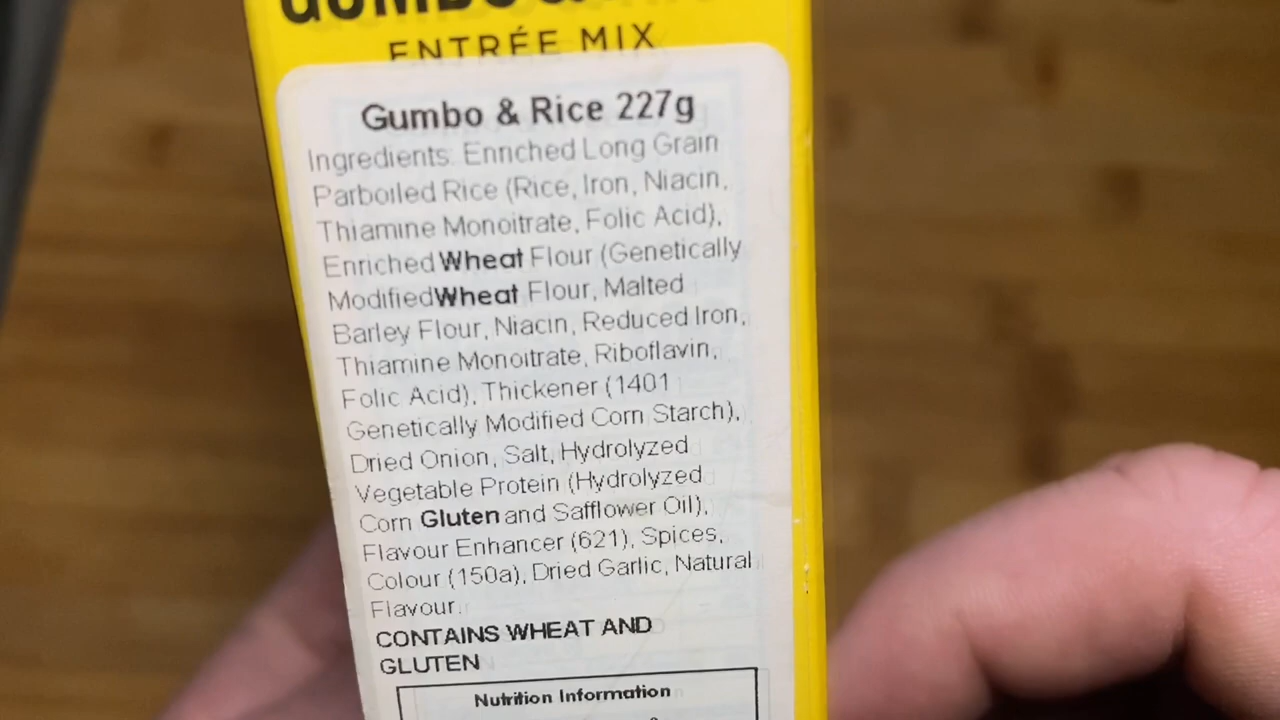 ENTRÉE MIX
Gumbo & Rice 227g
Ingredients: Enriched Long Grain
Parboiled Rice (Rice, Iron, Niacin,
Thiamine Monoitrate, Folic Acid),
Enriched Wheat Flour (Genetically
Modified Wheat Flour, Malted
Barley Flour, Niacin, Reduced Iron,
Thiamine Monoitrate, Riboflavin,
Folic Acid), Thickener (1401
Genetically Modified Corn Starch),
Dried Onion, Salt, Hydrolyzed
Vegetable Protein (Hydrolyzed
Corn Gluten and Safflower Oil),
Flavour Enhancer (621), Spices,
Colour (150a), Dried Garlic, Natural
Flavour.
CONTAINS WHEAT AND
GLUTEN
Nutrition Information